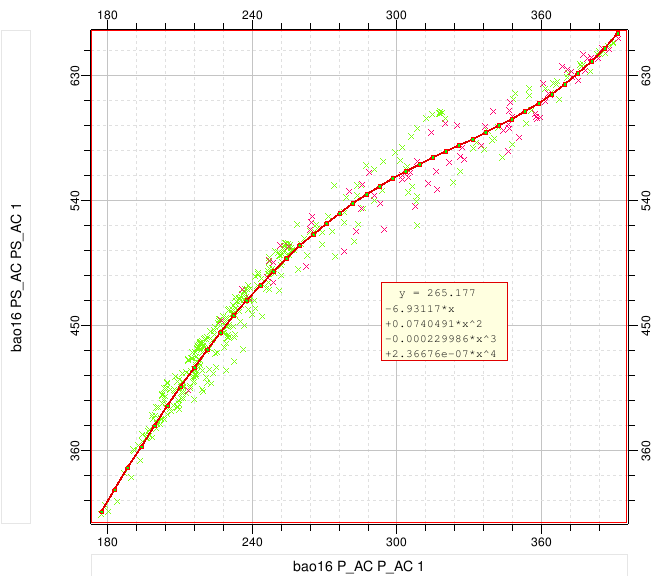 180 240 300 360
630 630
540 540
450 450
360 360
bao16 PS_AC PS_AC 1
y = 265.177
-6.93117*x
+0.0740491*x^2
-0.000229986*x^3
+2.36676e-07*x^4
180 240 300 360
bao16 P_AC P_AC 1